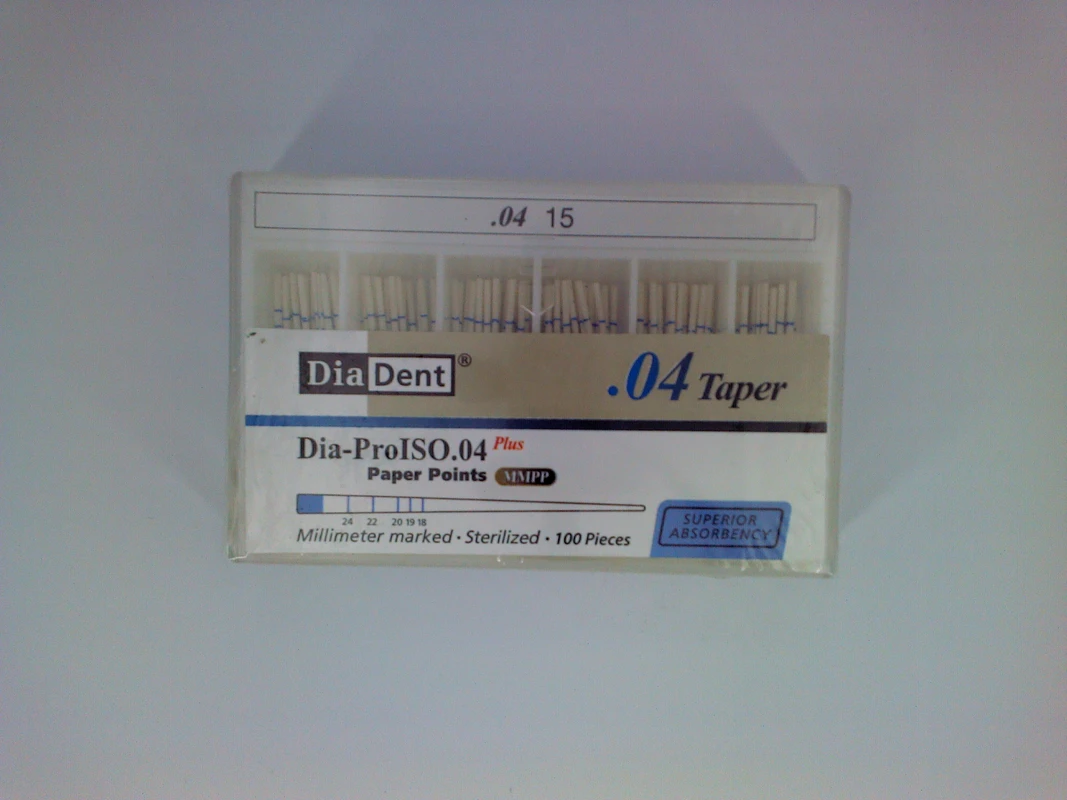 .04 15
DiaDent®
.04 Taper
Dia-ProISO.04 Plus
Paper Points MMPP
24 22 20 19 18
Millimeter marked · Sterilized · 100 Pieces
SUPERIOR
ABSORBENCY